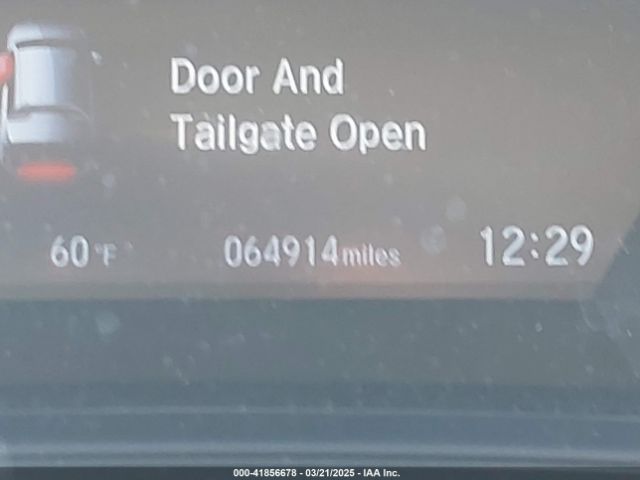 Door And
Tailgate Open
60°F 064914miles 12:29
000-41856678 - 03/21/2025 - IAA Inc.